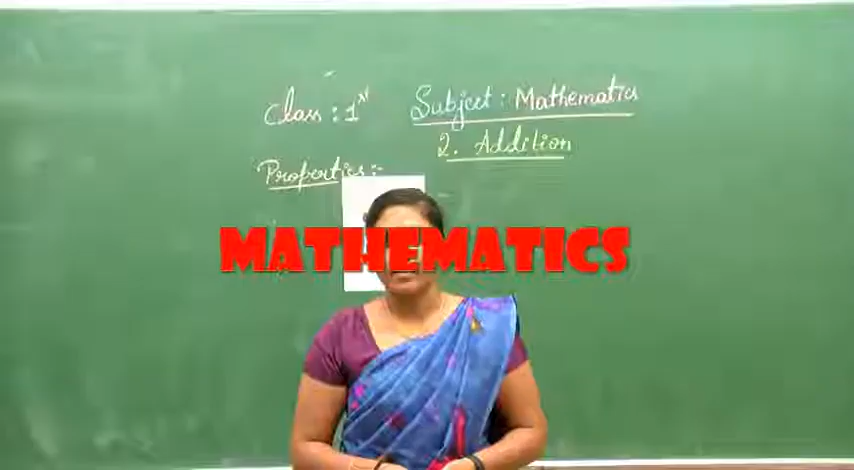 Class : 1st Subject : Mathematics
2. Addition
Properties :-
MATHEMATICS